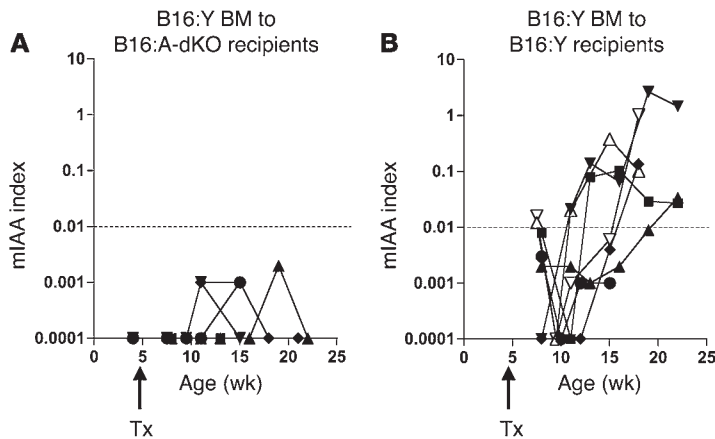 A
B16:Y BM to
B16:A-dKO recipients
mIAA index
10
1
0.1
0.01
0.001
0.0001
0 5 10 15 20 25
Age (wk)
Tx
B
B16:Y BM to
B16:Y recipients
mIAA index
10
1
0.1
0.01
0.001
0.0001
0 5 10 15 20 25
Age (wk)
Tx